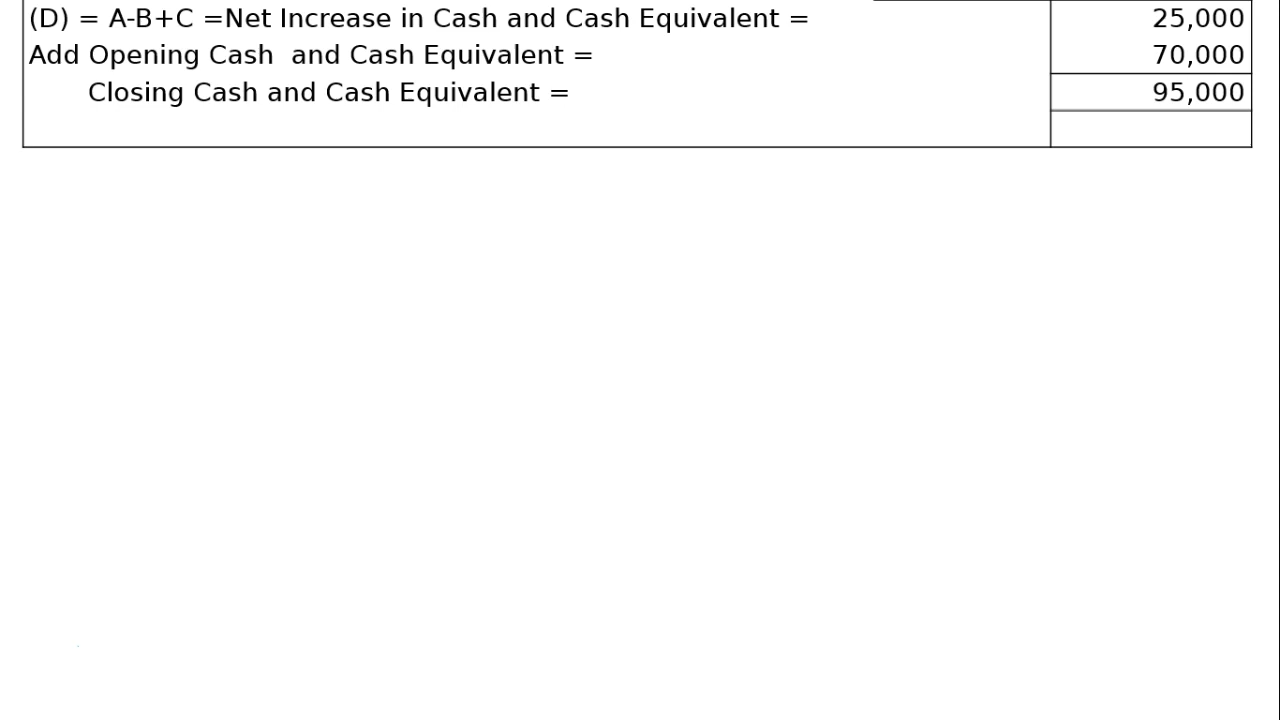 (D) = A-B+C =Net Increase in Cash and Cash Equivalent = 25,000
Add Opening Cash  and Cash Equivalent = 70,000
Closing Cash and Cash Equivalent = 95,000